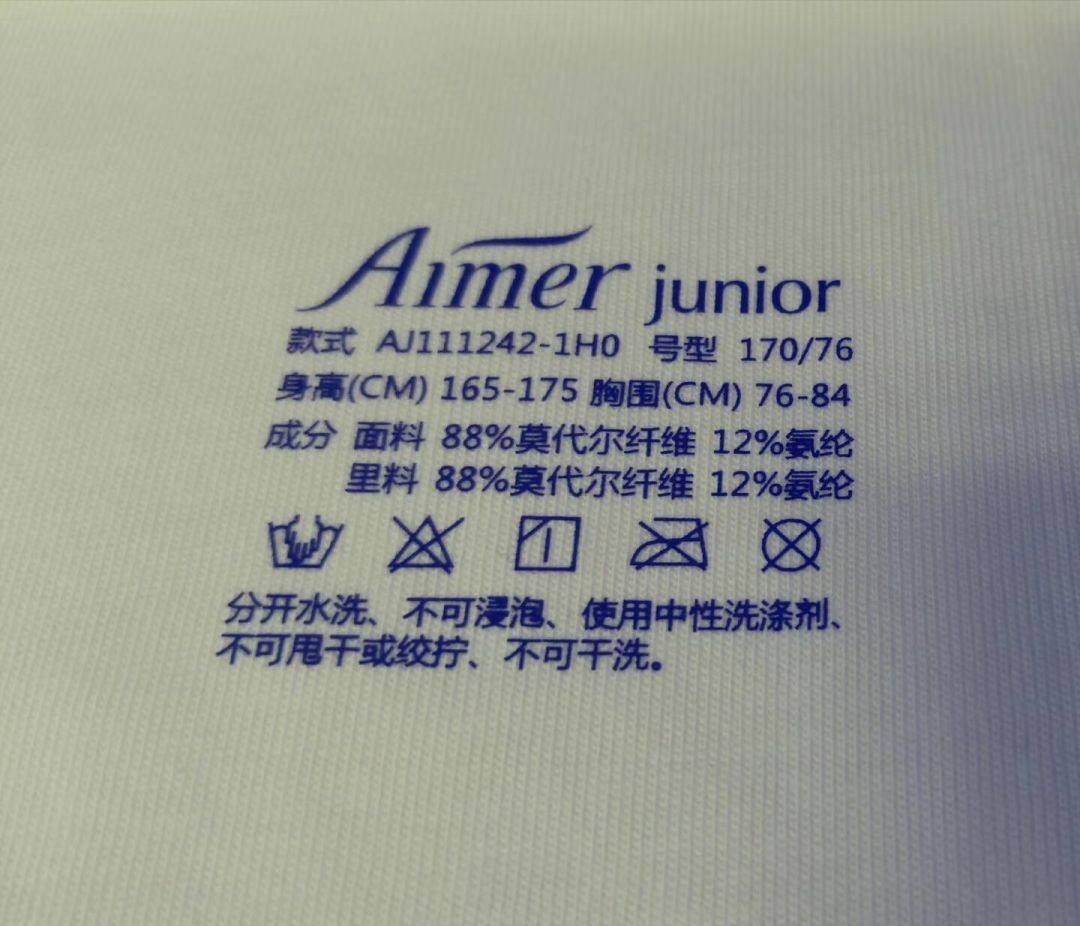 Aimer junior
款式 AJ111242-1H0 号型 170/76
身高(CM) 165-175 胸围(CM) 76-84
成分 面料 88%莫代尔纤维 12%氨纶
里料 88%莫代尔纤维 12%氨纶
分开水洗、不可浸泡、使用中性洗涤剂、
不可甩干或绞拧、不可干洗。